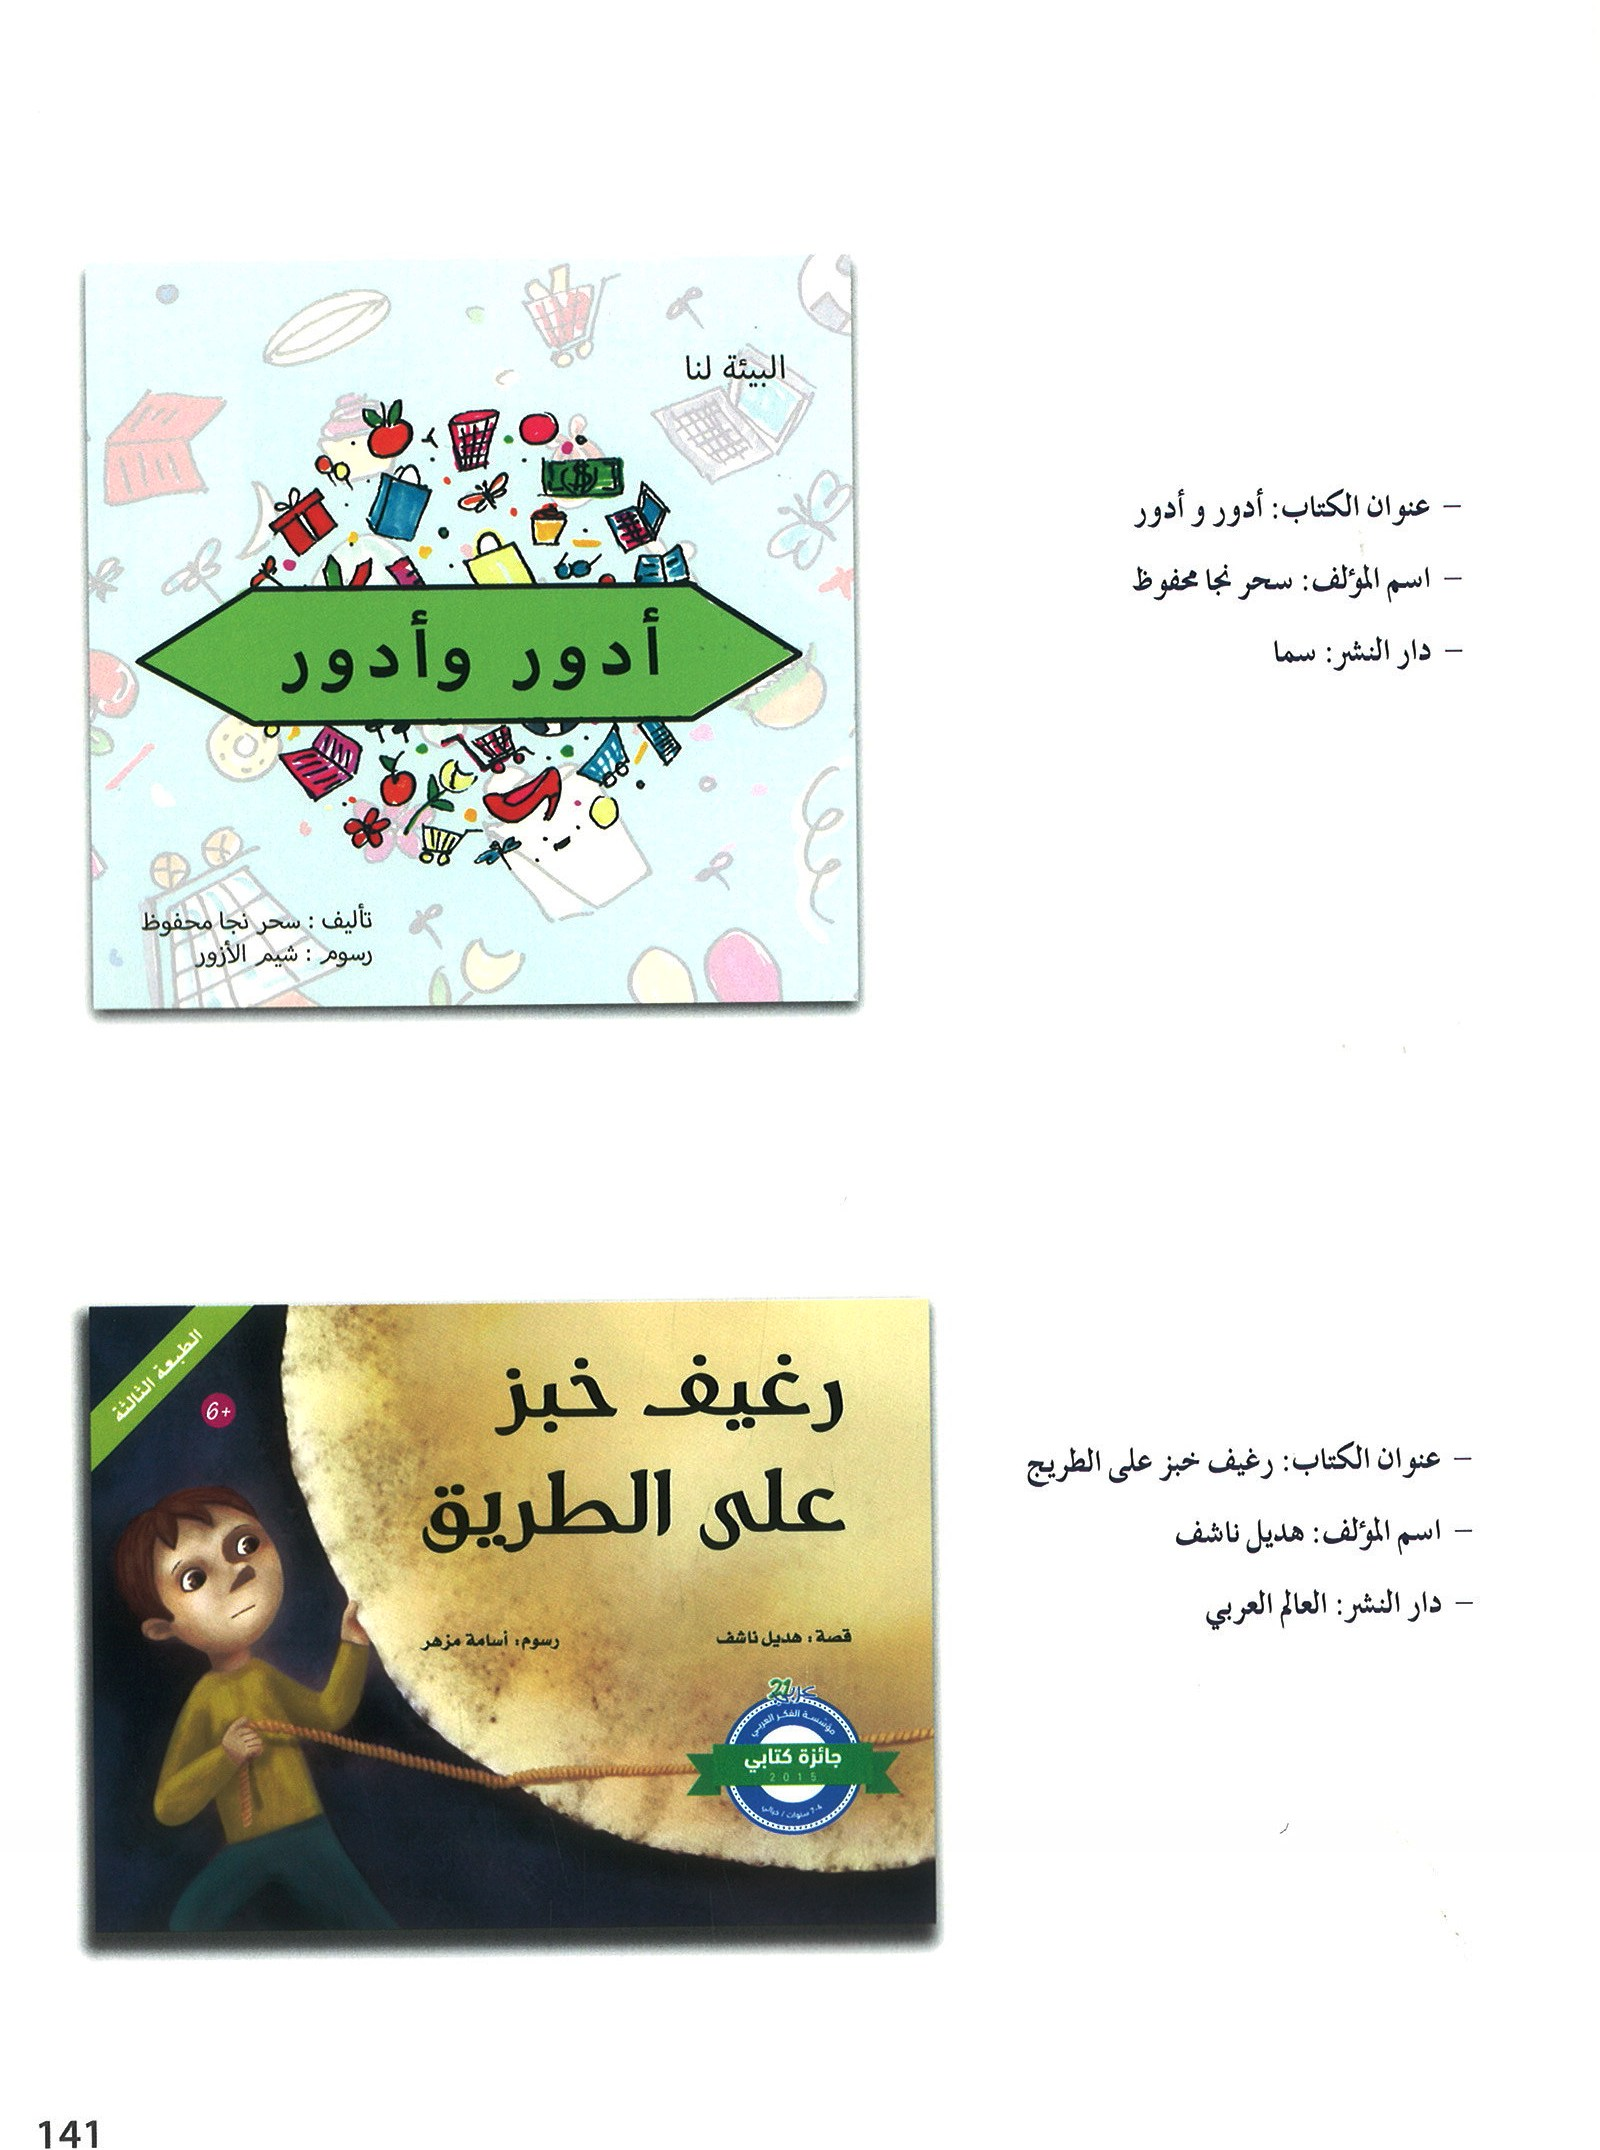 البيئة لنا
أدور وأدور
تأليف : سحر نجا محفوظ
رسوم : شيم الأزور
– عنوان الكتاب: أدور و أدور
– اسم المؤلف: سحر نجا محفوظ
– دار النشر: سما
الطبعة الثالثة
6+
رغيف خبز
على الطريق
قصة : هديل ناشف
رسوم: أسامة مزهر
عربي 21
مؤسسة الفكر العربي
جائزة كتابي
2015
– عنوان الكتاب: رغيف خبز على الطريج
– اسم المؤلف: هديل ناشف
– دار النشر: العالم العربي
141